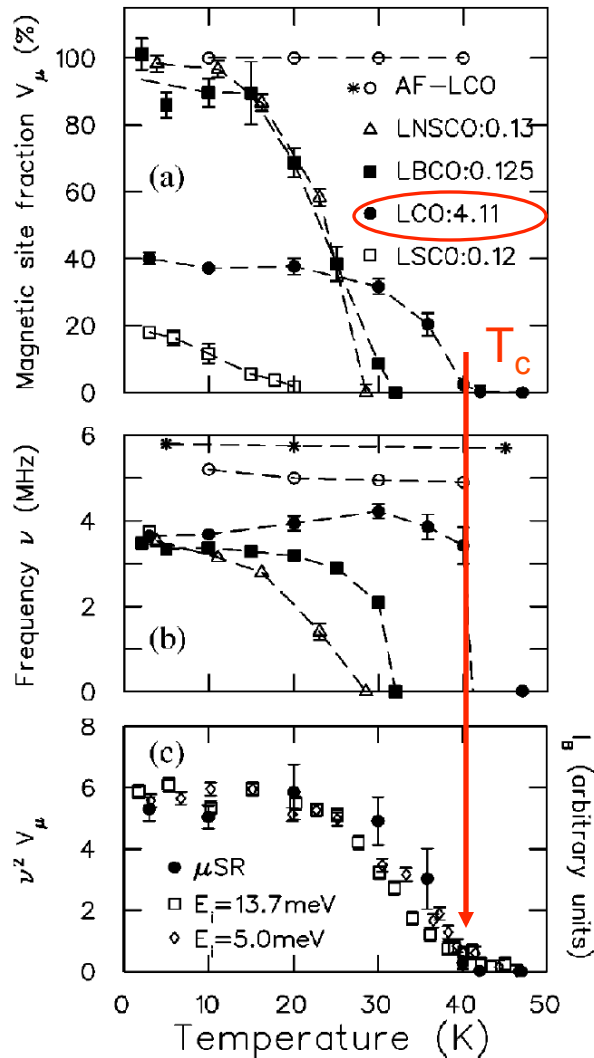 Magnetic site fraction Vμ (%)
100
80
60
40
20
0
(a)
AF-LCO
LNSCO:0.13
LBCO:0.125
LCO:4.11
LSCO:0.12
Tc
Frequency ν (MHz)
6
4
2
0
(b)
ν² Vμ
8
6
4
2
0
(c)
μSR
Ei=13.7meV
Ei=5.0meV
(arbitrary units)
0 10 20 30 40 50
Temperature (K)